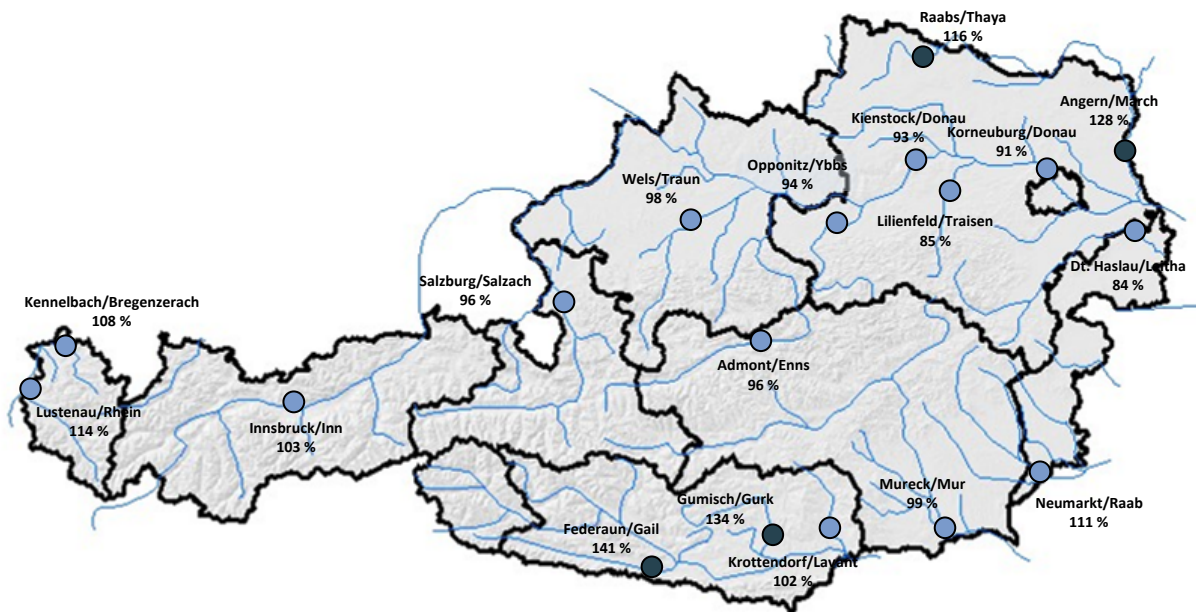 Raabs/Thaya
116 %
Angern/March
128 %
Kienstock/Donau
93 %
Korneuburg/Donau
91 %
Opponitz/Ybbs
94 %
Wels/Traun
98 %
Lilienfeld/Traisen
85 %
Dt. Haslau/Leitha
84 %
Salzburg/Salzach
96 %
Kennelbach/Bregenzerach
108 %
Admont/Enns
96 %
Lustenau/Rhein
114 %
Innsbruck/Inn
103 %
Mureck/Mur
99 %
Neumarkt/Raab
111 %
Gumisch/Gurk
134 %
Federaun/Gail
141 %
Krottendorf/Lavant
102 %